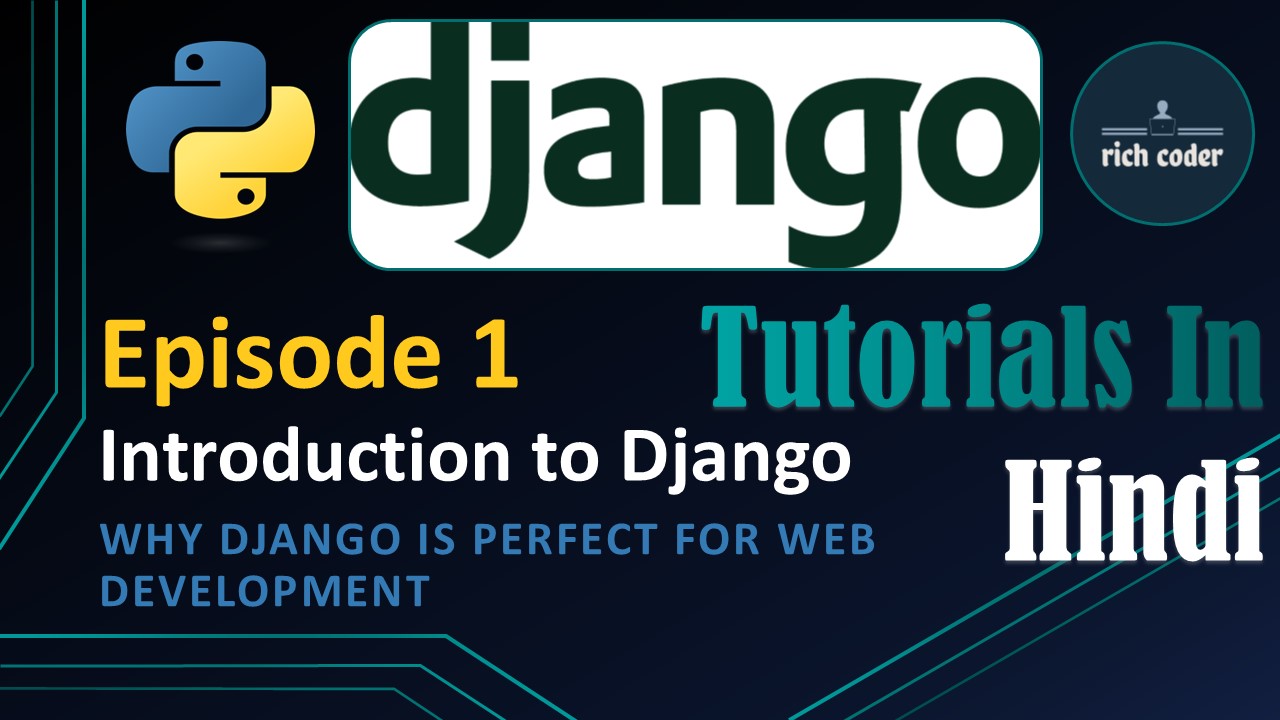 django
rich coder
Episode 1
Tutorials In
Hindi
Introduction to Django
WHY DJANGO IS PERFECT FOR WEB
DEVELOPMENT